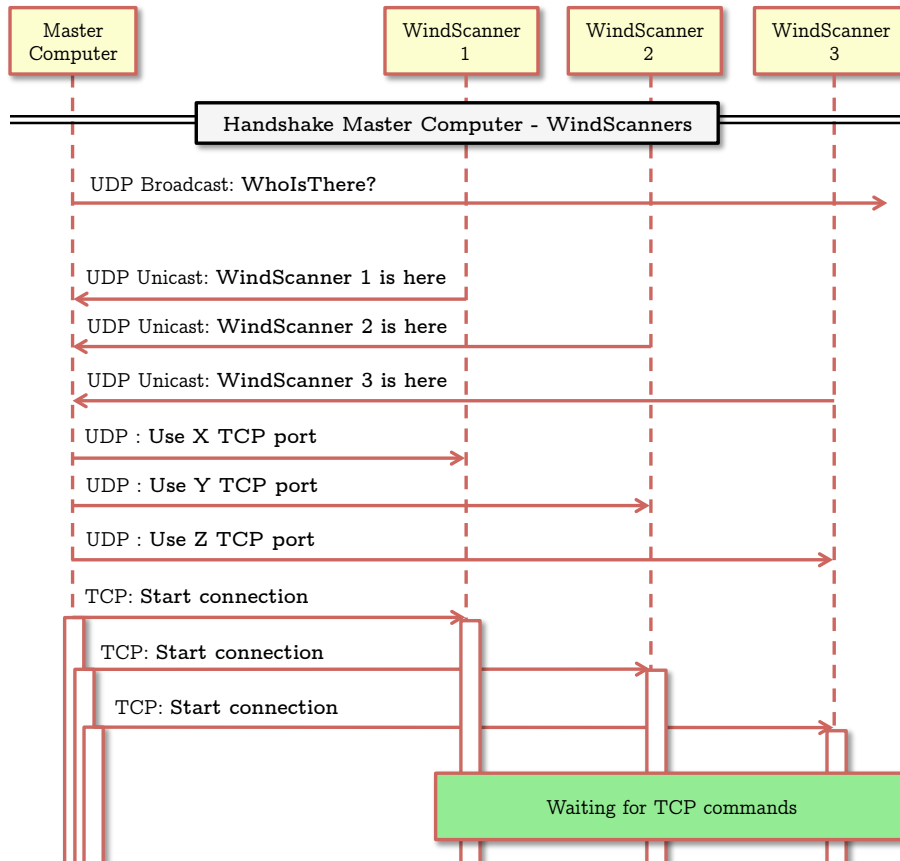 Master
Computer
WindScanner
1
WindScanner
2
WindScanner
3
Handshake Master Computer - WindScanners
UDP Broadcast: WhoIsThere?
UDP Unicast: WindScanner 1 is here
UDP Unicast: WindScanner 2 is here
UDP Unicast: WindScanner 3 is here
UDP : Use X TCP port
UDP : Use Y TCP port
UDP : Use Z TCP port
TCP: Start connection
TCP: Start connection
TCP: Start connection
Waiting for TCP commands